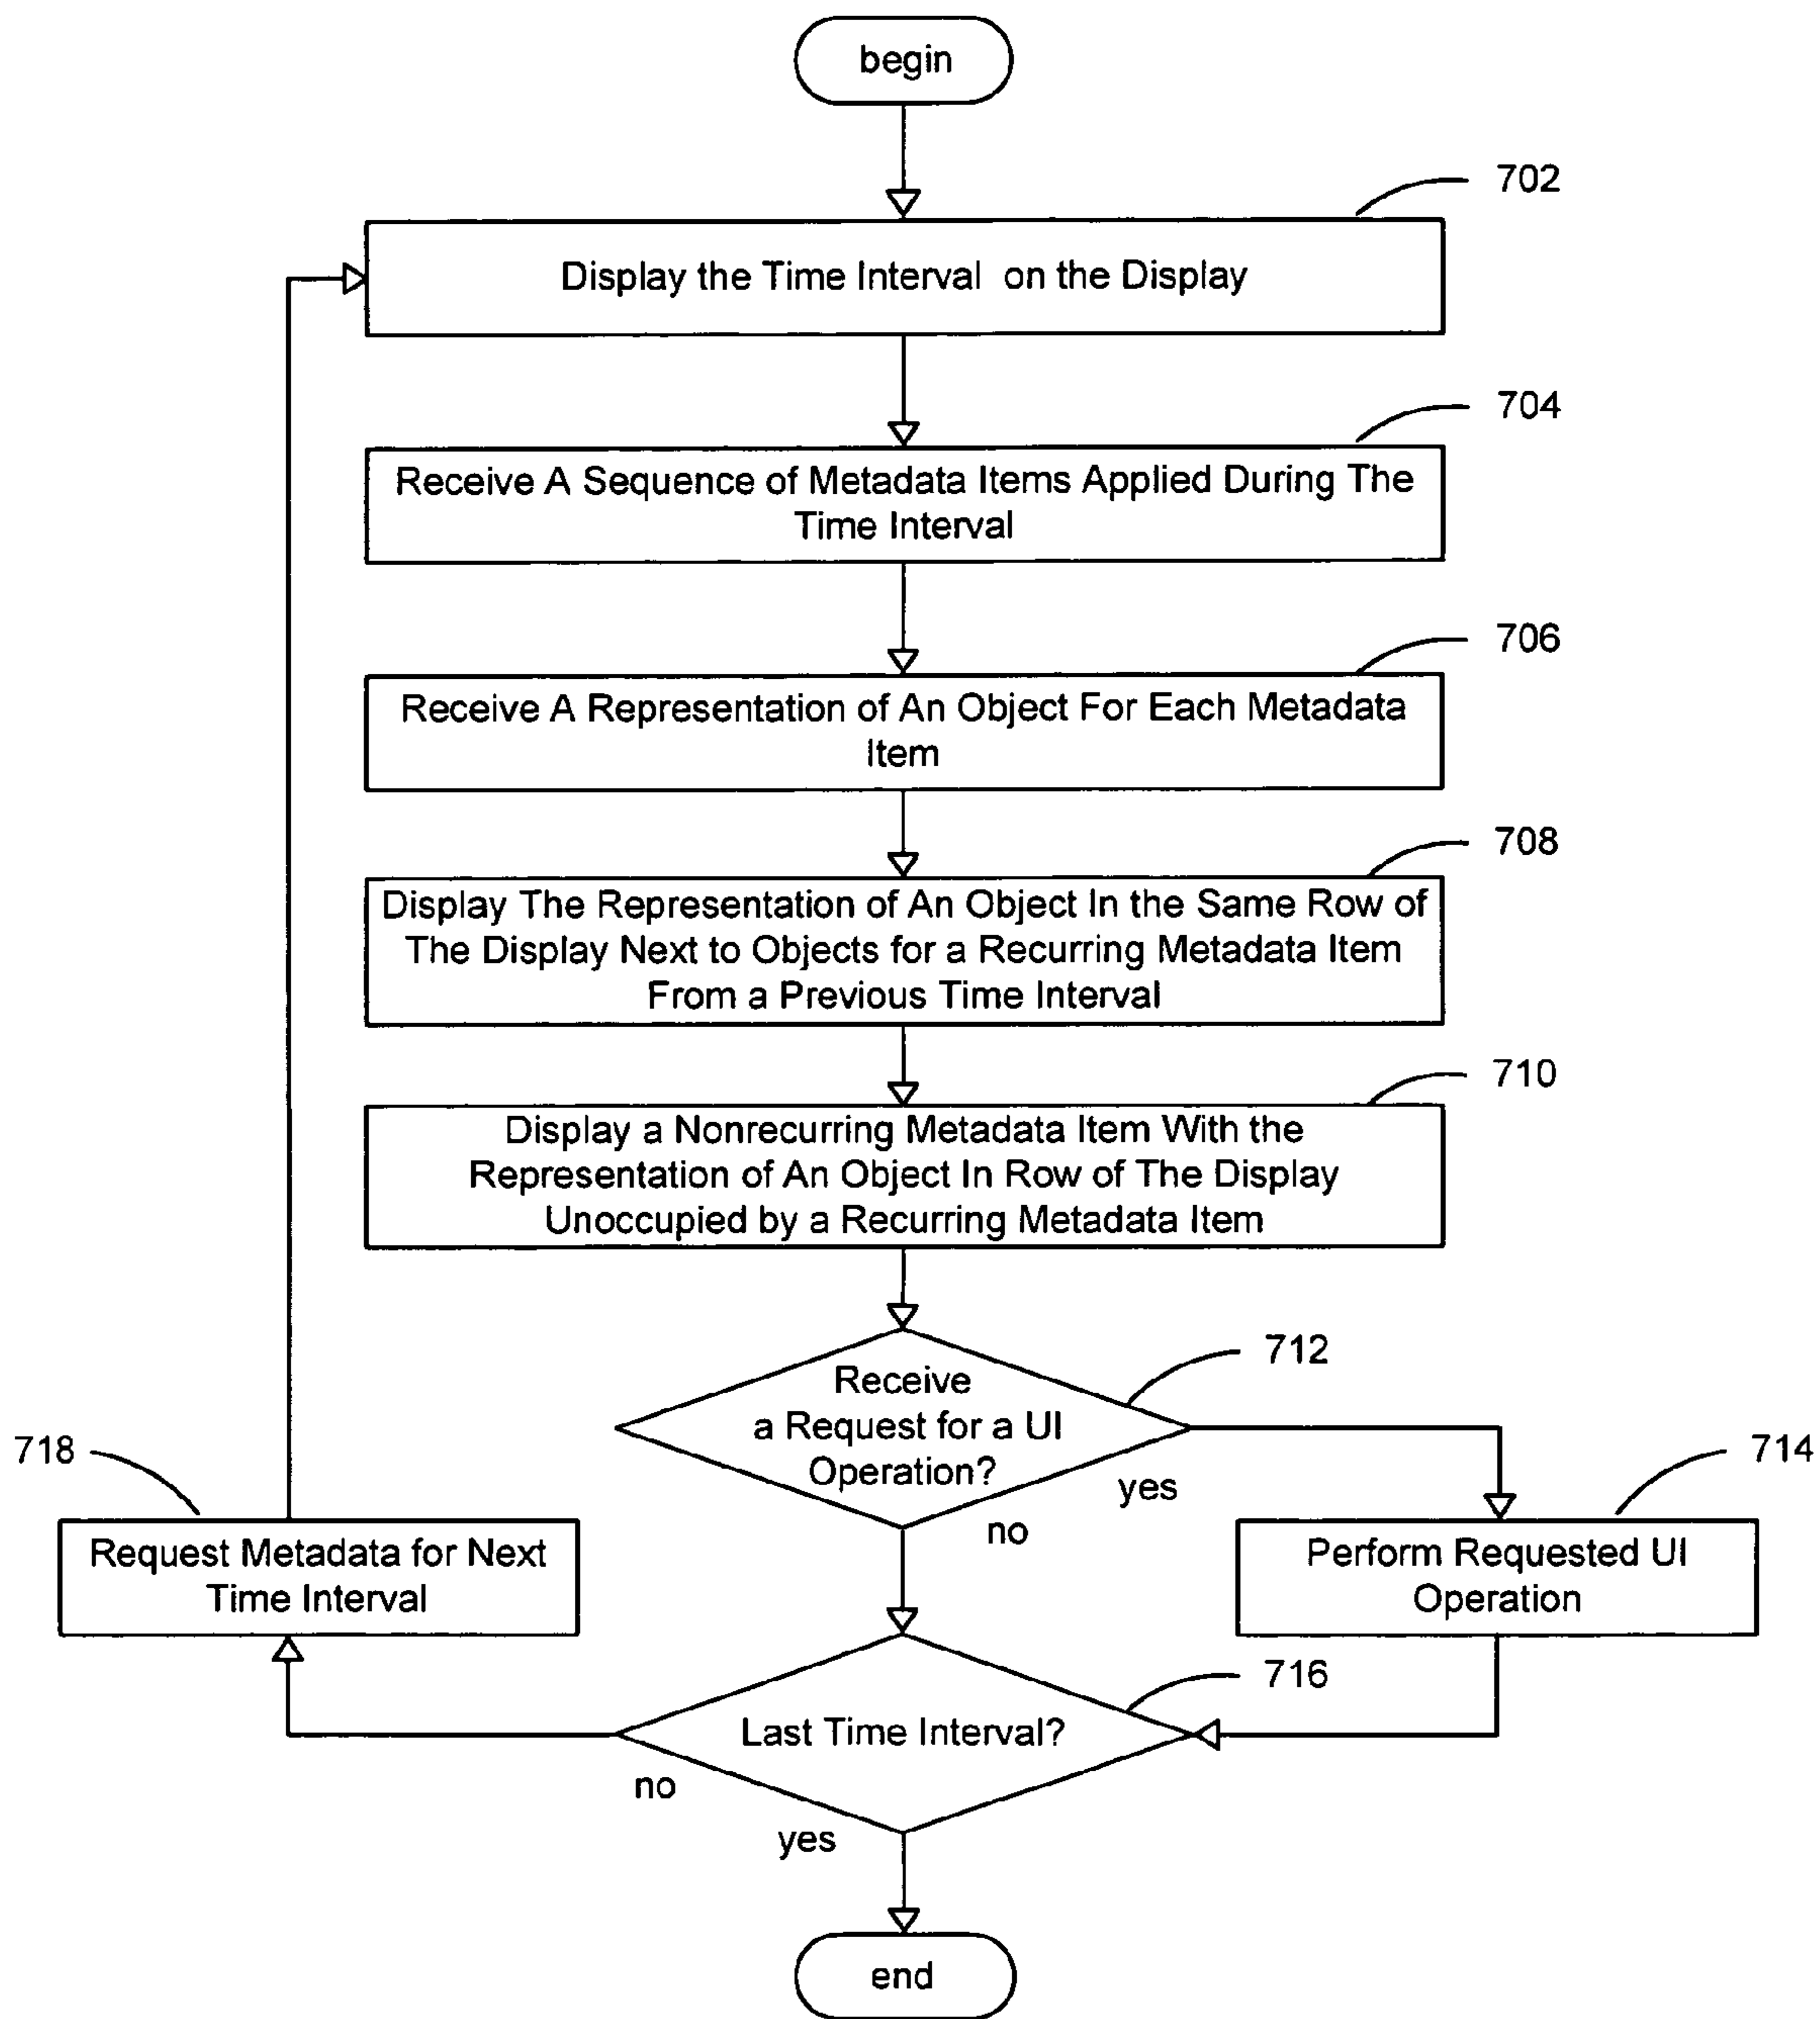 begin
702
Display the Time Interval on the Display
704
Receive A Sequence of Metadata Items Applied During The
Time Interval
706
Receive A Representation of An Object For Each Metadata
Item
708
Display The Representation of An Object In the Same Row of
The Display Next to Objects for a Recurring Metadata Item
From a Previous Time Interval
710
Display a Nonrecurring Metadata Item With the
Representation of An Object In Row of The Display
Unoccupied by a Recurring Metadata Item
712
Receive
a Request for a UI
Operation?
yes
no
718
Request Metadata for Next
Time Interval
714
Perform Requested UI
Operation
716
Last Time Interval?
no
yes
end